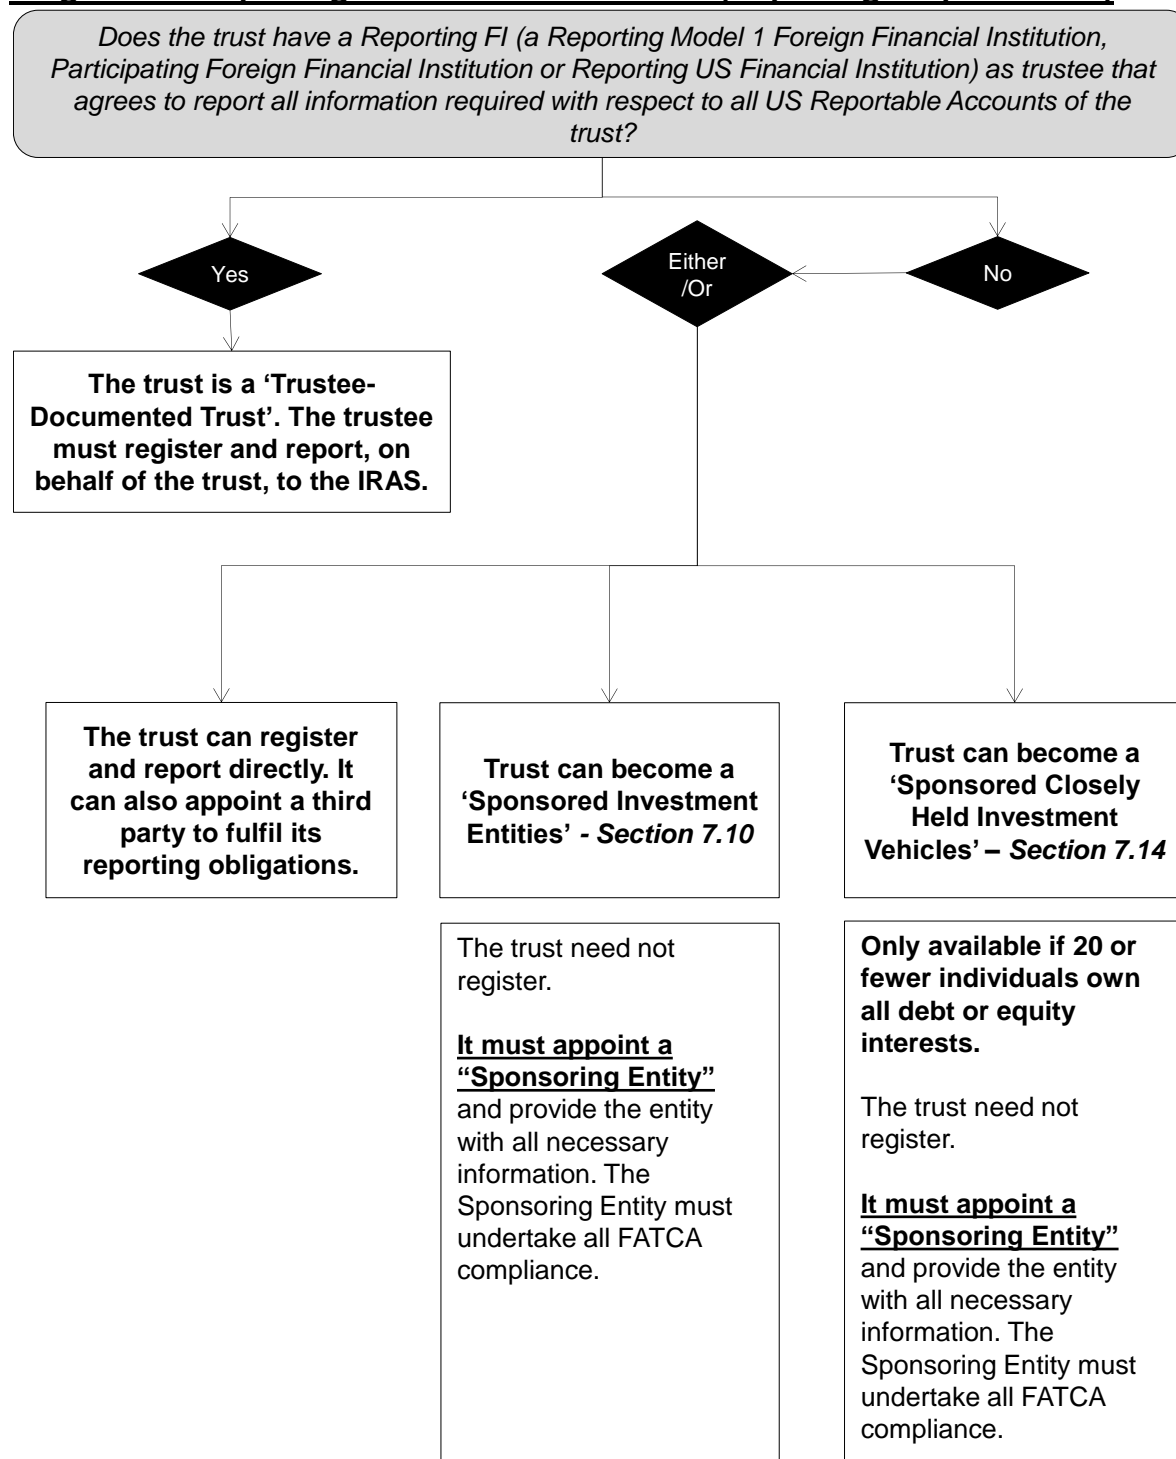 Does the trust have a Reporting FI (a Reporting Model 1 Foreign Financial Institution,
Participating Foreign Financial Institution or Reporting US Financial Institution) as trustee that
agrees to report all information required with respect to all US Reportable Accounts of the
trust?
Yes
Either
/Or
No
The trust is a ‘Trustee-
Documented Trust’. The trustee
must register and report, on
behalf of the trust, to the IRAS.
The trust can register
and report directly. It
can also appoint a third
party to fulfil its
reporting obligations.
Trust can become a
‘Sponsored Investment
Entities’ - Section 7.10
Trust can become a
‘Sponsored Closely
Held Investment
Vehicles’ – Section 7.14
The trust need not
register.
It must appoint a
“Sponsoring Entity”
and provide the entity
with all necessary
information. The
Sponsoring Entity must
undertake all FATCA
compliance.
Only available if 20 or
fewer individuals own
all debt or equity
interests.
The trust need not
register.
It must appoint a
“Sponsoring Entity”
and provide the entity
with all necessary
information. The
Sponsoring Entity must
undertake all FATCA
compliance.